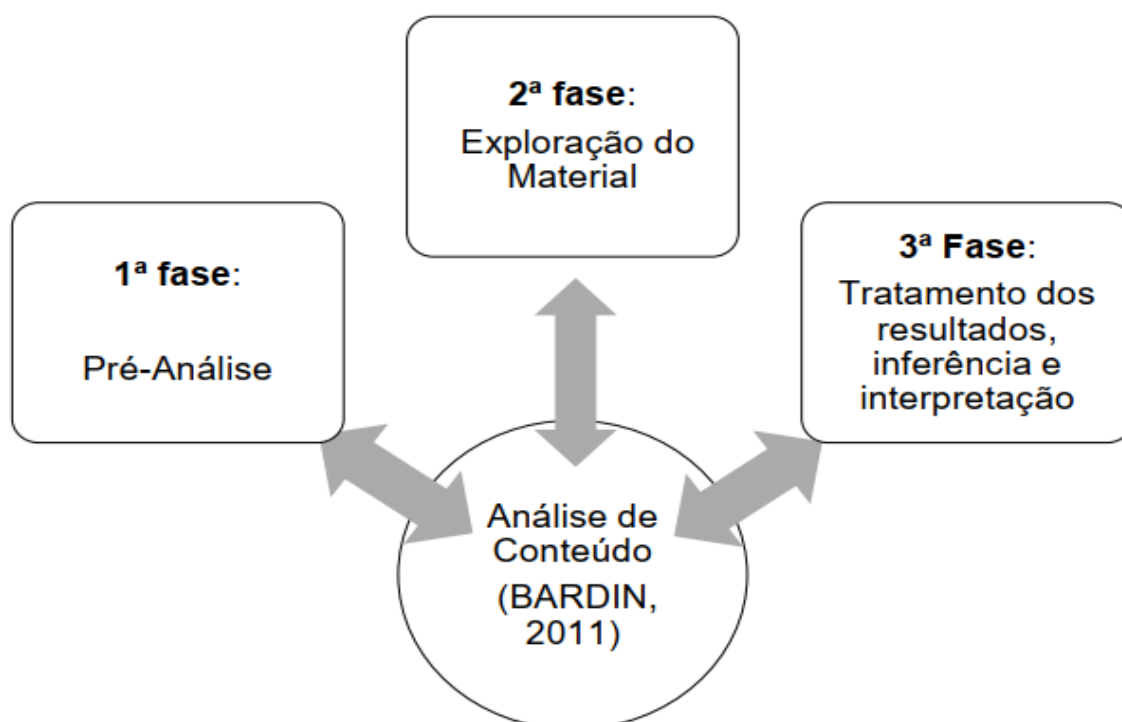 1ª fase:
Pré-Análise
2ª fase:
Exploração do
Material
3ª Fase:
Tratamento dos
resultados,
inferência e
interpretação
Análise de
Conteúdo
(BARDIN,
2011)